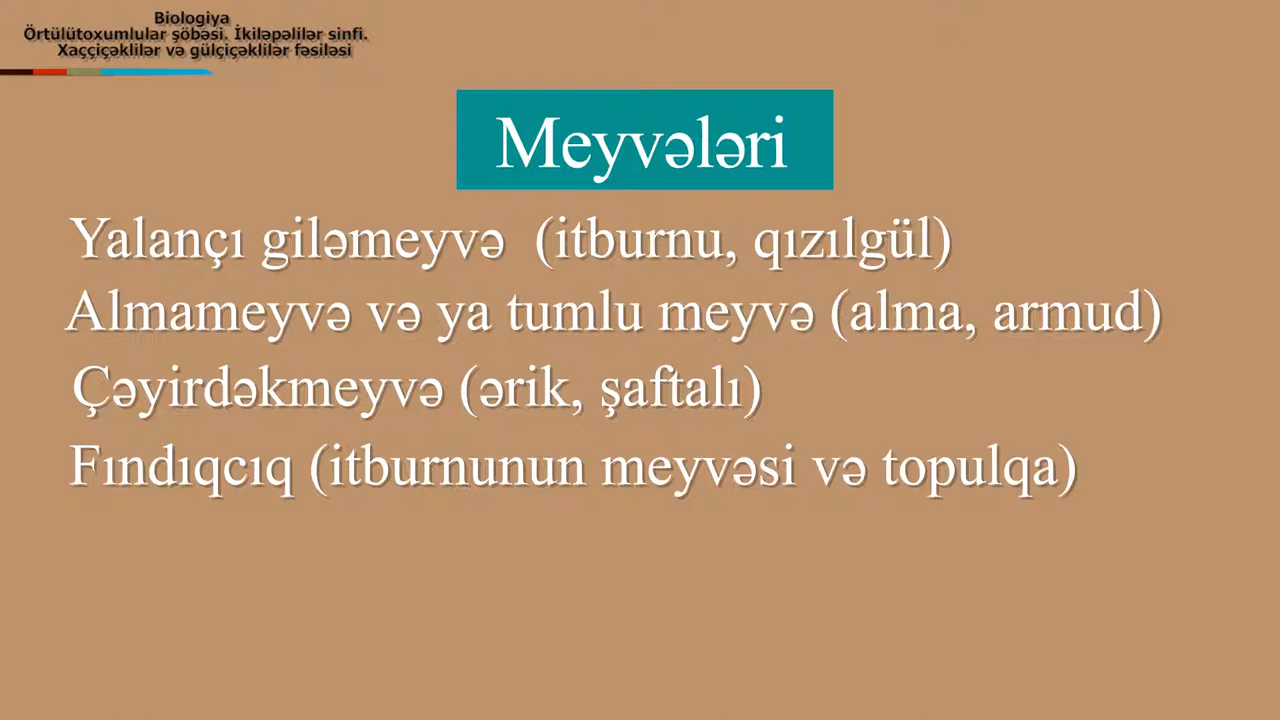 Biologiya
Örtülütoxumlular şöbəsi. İkiləpəlilər sinfi.
Xaççiçəklilər və gülçiçəklilər fəsiləsi
Meyvələri
Yalançı giləmeyvə (itburnu, qızılgül)
Almameyvə və ya tumlu meyvə (alma, armud)
Çəyirdəkmeyvə (ərik, şaftalı)
Fındıqcıq (itburnunun meyvəsi və topulqa)